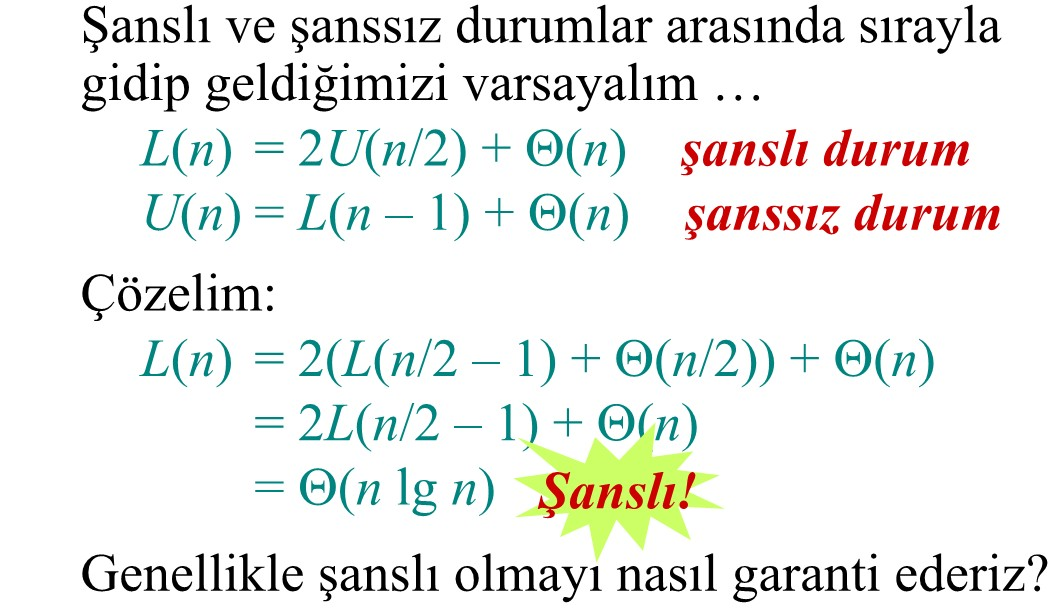 Şanslı ve şanssız durumlar arasında sırayla
gidip geldiğimizi varsayalım …
L(n) = 2U(n/2) + Θ(n) şanslı durum
U(n) = L(n – 1) + Θ(n) şanssız durum
Çözelim:
L(n) = 2(L(n/2 – 1) + Θ(n/2)) + Θ(n)
= 2L(n/2 – 1) + Θ(n)
= Θ(n lg n) Şanslı!
Genellikle şanslı olmayı nasıl garanti ederiz?